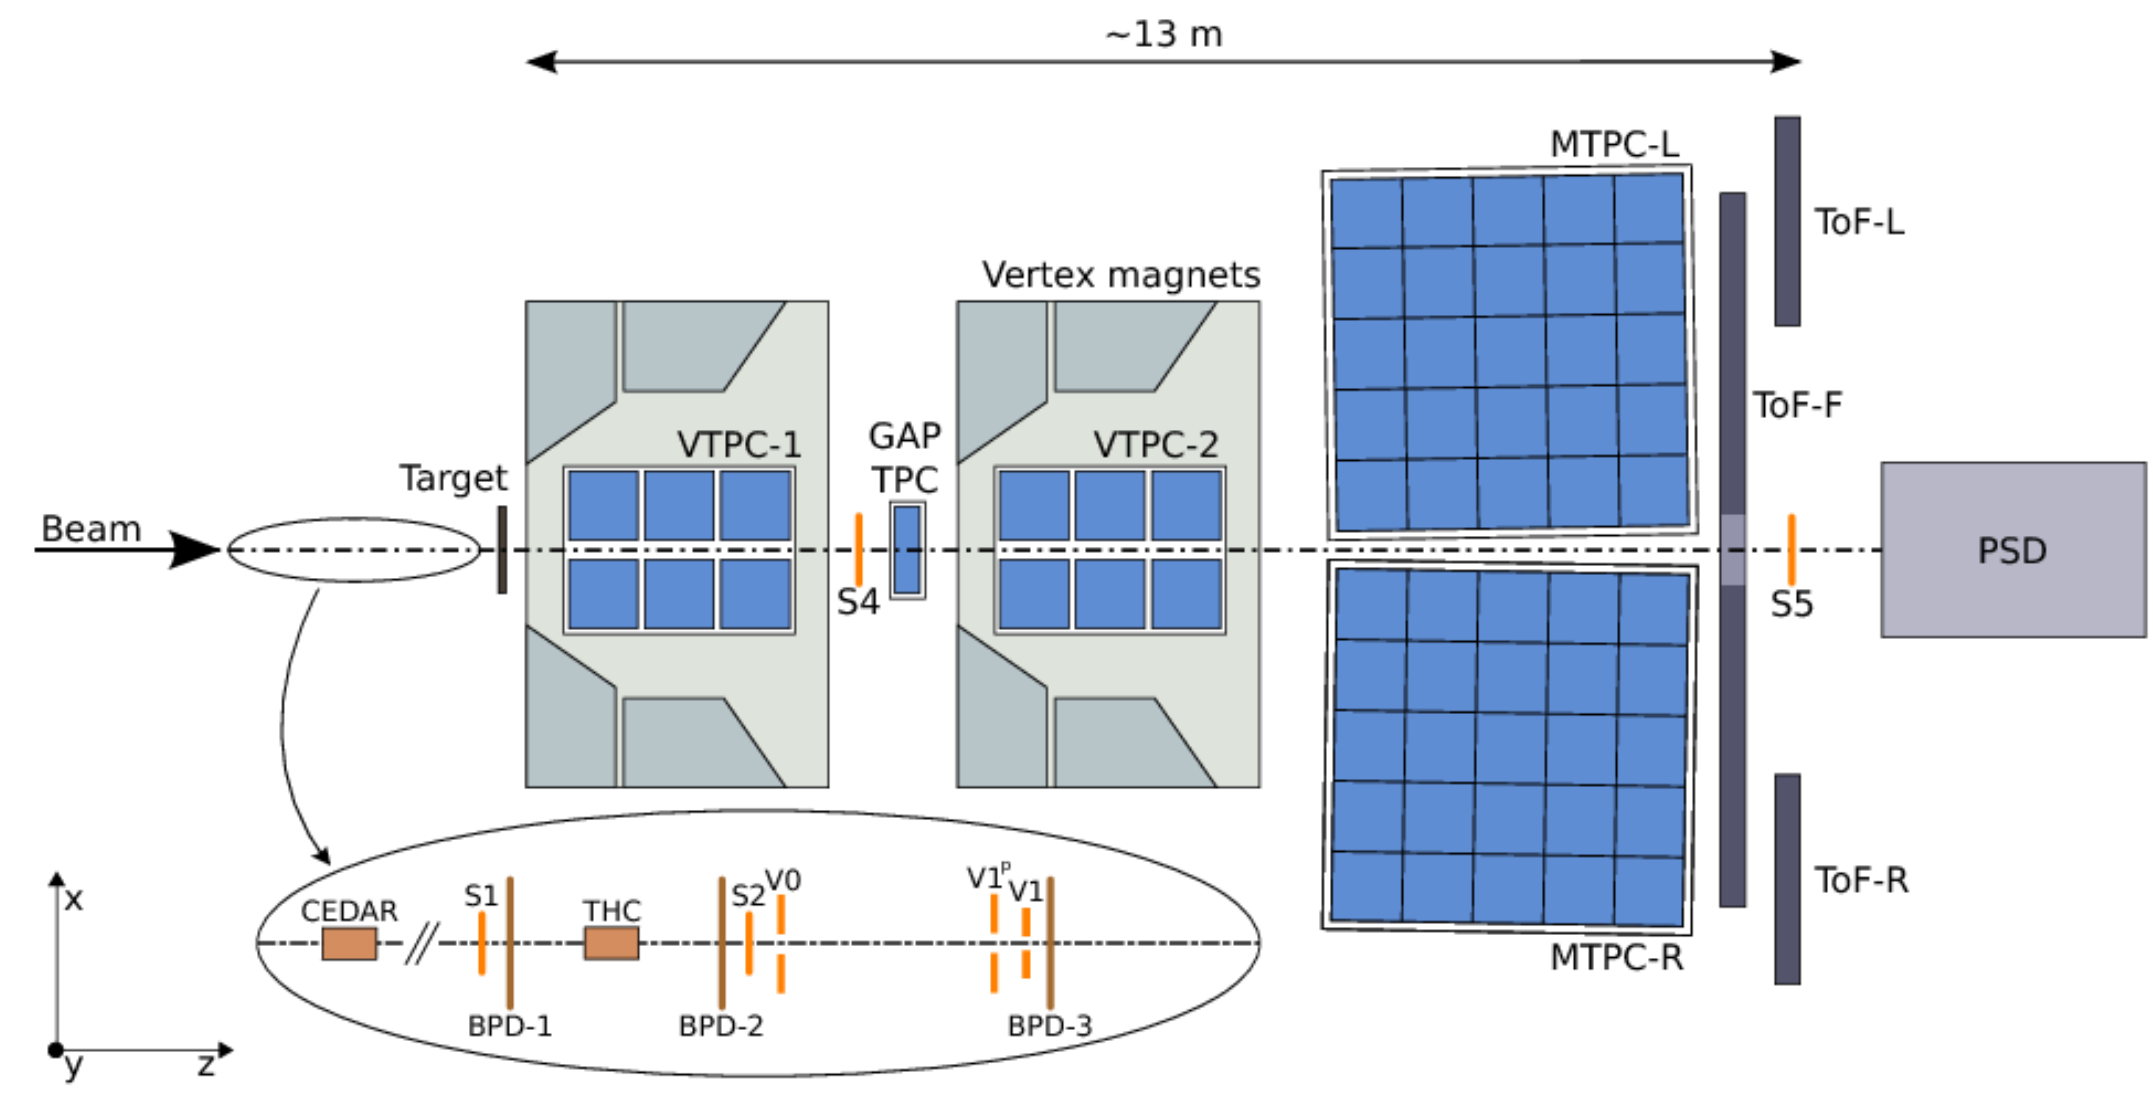 ~13 m
MTPC-L
ToF-L
Vertex magnets
ToF-F
VTPC-1
GAP
TPC
VTPC-2
Target
Beam
PSD
S4
S5
V1P
V0
V1
S1
S2
CEDAR
THC
ToF-R
x
MTPC-R
BPD-1
BPD-2
BPD-3
y
z